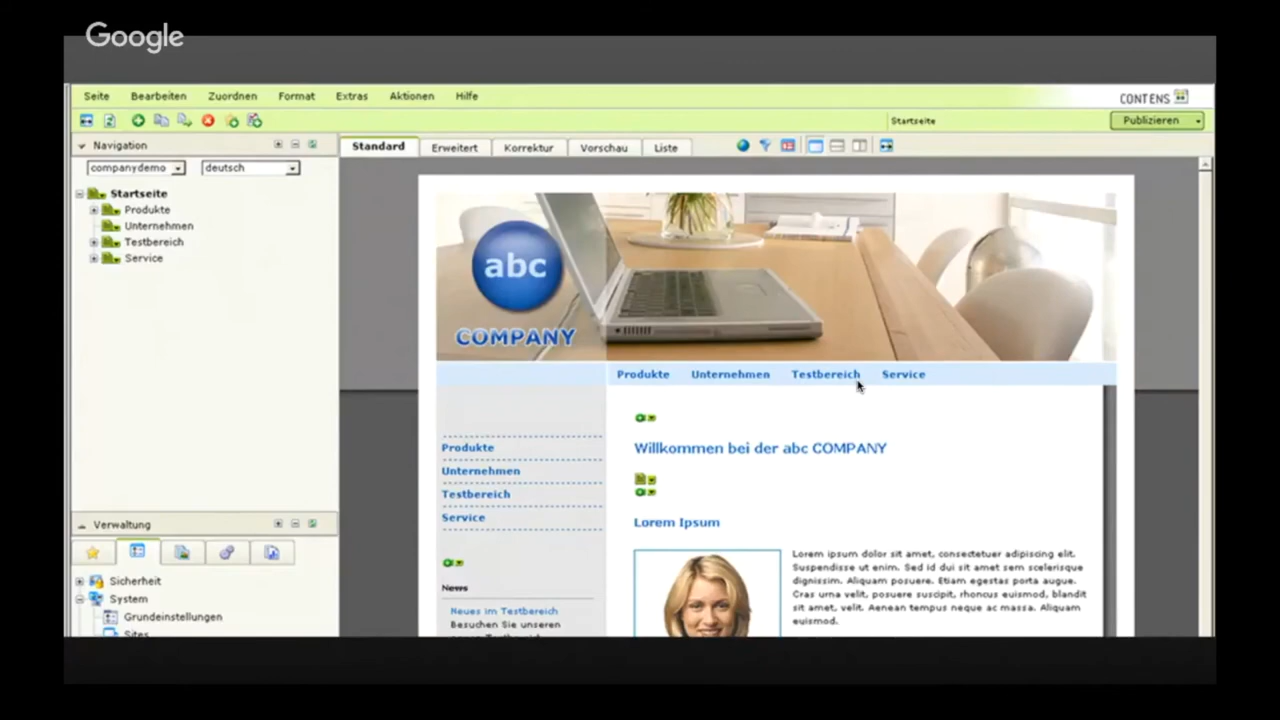 Google
Seite Bearbeiten Zuordnen Format Extras Aktionen Hilfe
CONTENS
Startseite Publizieren
Navigation
Standard Erweitert Korrektur Vorschau Liste
companydemo deutsch
Startseite
Produkte
Unternehmen
Testbereich
Service
abc
COMPANY
Produkte Unternehmen Testbereich Service
Willkommen bei der abc COMPANY
Produkte
Unternehmen
Testbereich
Service
Lorem Ipsum
Lorem ipsum dolor sit amet, consectetuer adipiscing elit.
Suspendisse ut enim. Sed id dui sit amet sem scelerisque
dignissim. Aliquam posuere. Etiam egestas porta augue.
Cras urna velit, posuere suscipit, rhoncus euismod, blandit
sit amet, velit. Aenean tempus neque ac massa. Aliquam
euismod.
News
Neues im Testbereich
Besuchen Sie unseren
Verwaltung
Sicherheit
System
Grundeinstellungen
Sites